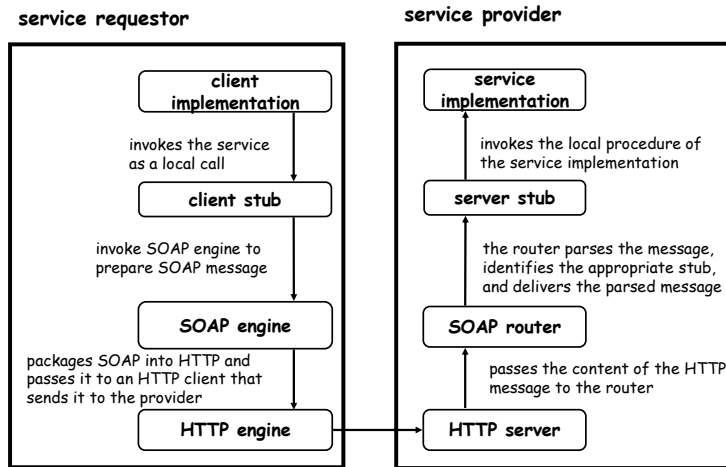 service requestor
client
implementation
invokes the service
as a local call
client stub
invoke SOAP engine to
prepare SOAP message
SOAP engine
packages SOAP into HTTP and
passes it to an HTTP client that
sends it to the provider
HTTP engine
service provider
service
implementation
invokes the local procedure of
the service implementation
server stub
the router parses the message,
identifies the appropriate stub,
and delivers the parsed message
SOAP router
passes the content of the HTTP
message to the router
HTTP server